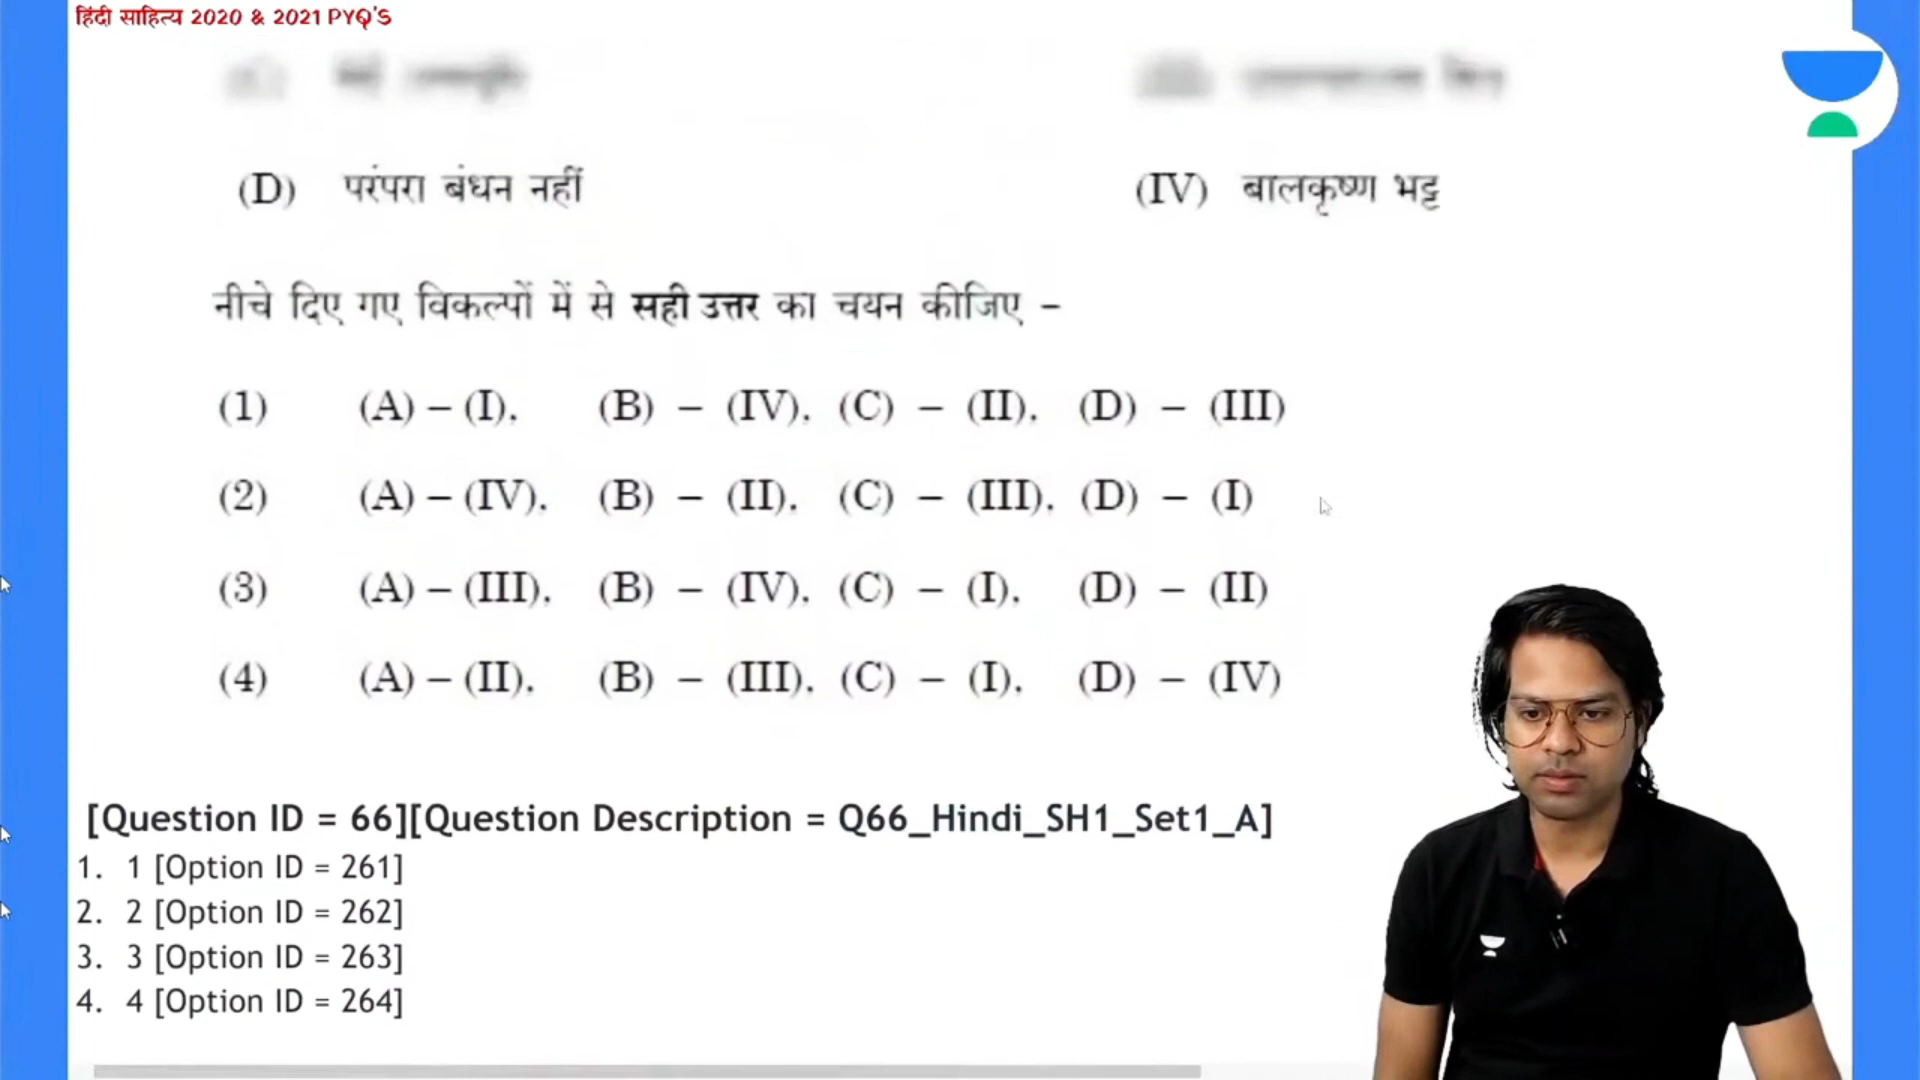 हिंदी साहित्य 2020 & 2021 PYQ'S
(D) परंपरा बंधन नहीं (IV) बालकृष्ण भट्ट
नीचे दिए गए विकल्पों में से सही उत्तर का चयन कीजिए –
(1) (A) – (I). (B) – (IV). (C) – (II). (D) – (III)
(2) (A) – (IV). (B) – (II). (C) – (III). (D) – (I)
(3) (A) – (III). (B) – (IV). (C) – (I). (D) – (II)
(4) (A) – (II). (B) – (III). (C) – (I). (D) – (IV)
[Question ID = 66][Question Description = Q66_Hindi_SH1_Set1_A]
1. 1 [Option ID = 261]
2. 2 [Option ID = 262]
3. 3 [Option ID = 263]
4. 4 [Option ID = 264]